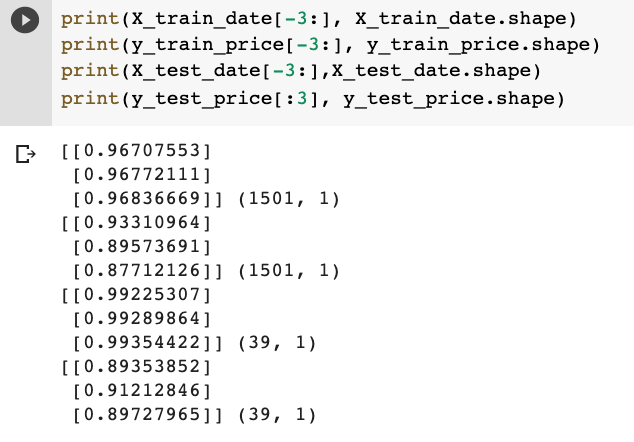 print(X_train_date[-3:], X_train_date.shape)
print(y_train_price[-3:], y_train_price.shape)
print(X_test_date[-3:],X_test_date.shape)
print(y_test_price[:3], y_test_price.shape)
[[0.96707553]
[0.96772111]
[0.96836669]] (1501, 1)
[[0.93310964]
[0.89573691]
[0.87712126]] (1501, 1)
[[0.99225307]
[0.99289864]
[0.99354422]] (39, 1)
[[0.89353852]
[0.91212846]
[0.89727965]] (39, 1)